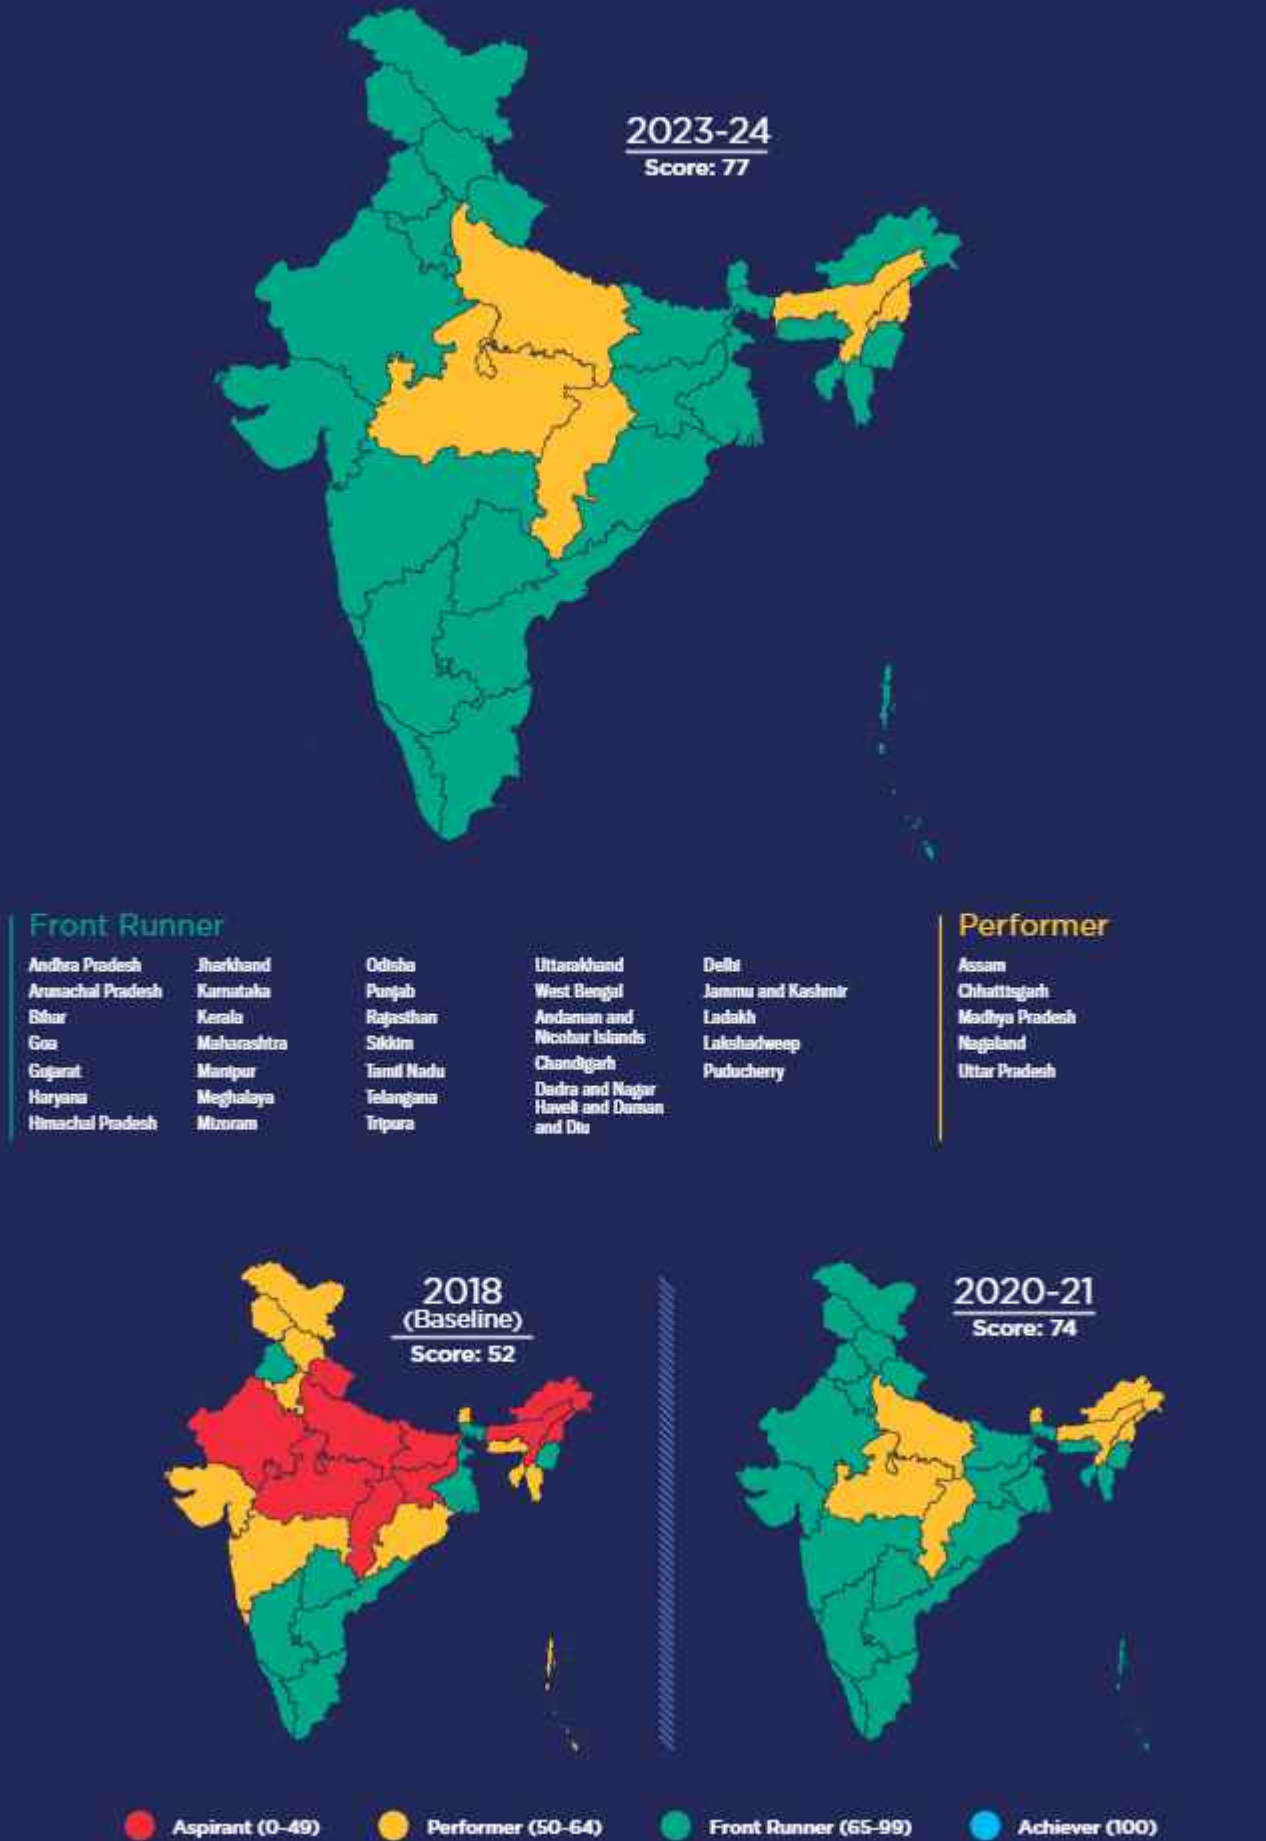 2023-24
Score: 77
Front Runner
Andhra Pradesh
Arunachal Pradesh
Bihar
Goa
Gujarat
Haryana
Himachal Pradesh
Jharkhand
Karnataka
Kerala
Maharashtra
Manipur
Meghalaya
Mizoram
Odisha
Punjab
Rajasthan
Sikkim
Tamil Nadu
Telangana
Tripura
Uttarakhand
West Bengal
Andaman and
Nicobar Islands
Chandigarh
Dadra and Nagar
Haveli and Daman
and Diu
Delhi
Jammu and Kashmir
Ladakh
Lakshadweep
Puducherry
Performer
Assam
Chhattisgarh
Madhya Pradesh
Nagaland
Uttar Pradesh
2018
(Baseline)
Score: 52
2020-21
Score: 74
Aspirant (0-49)
Performer (50-64)
Front Runner (65-99)
Achiever (100)